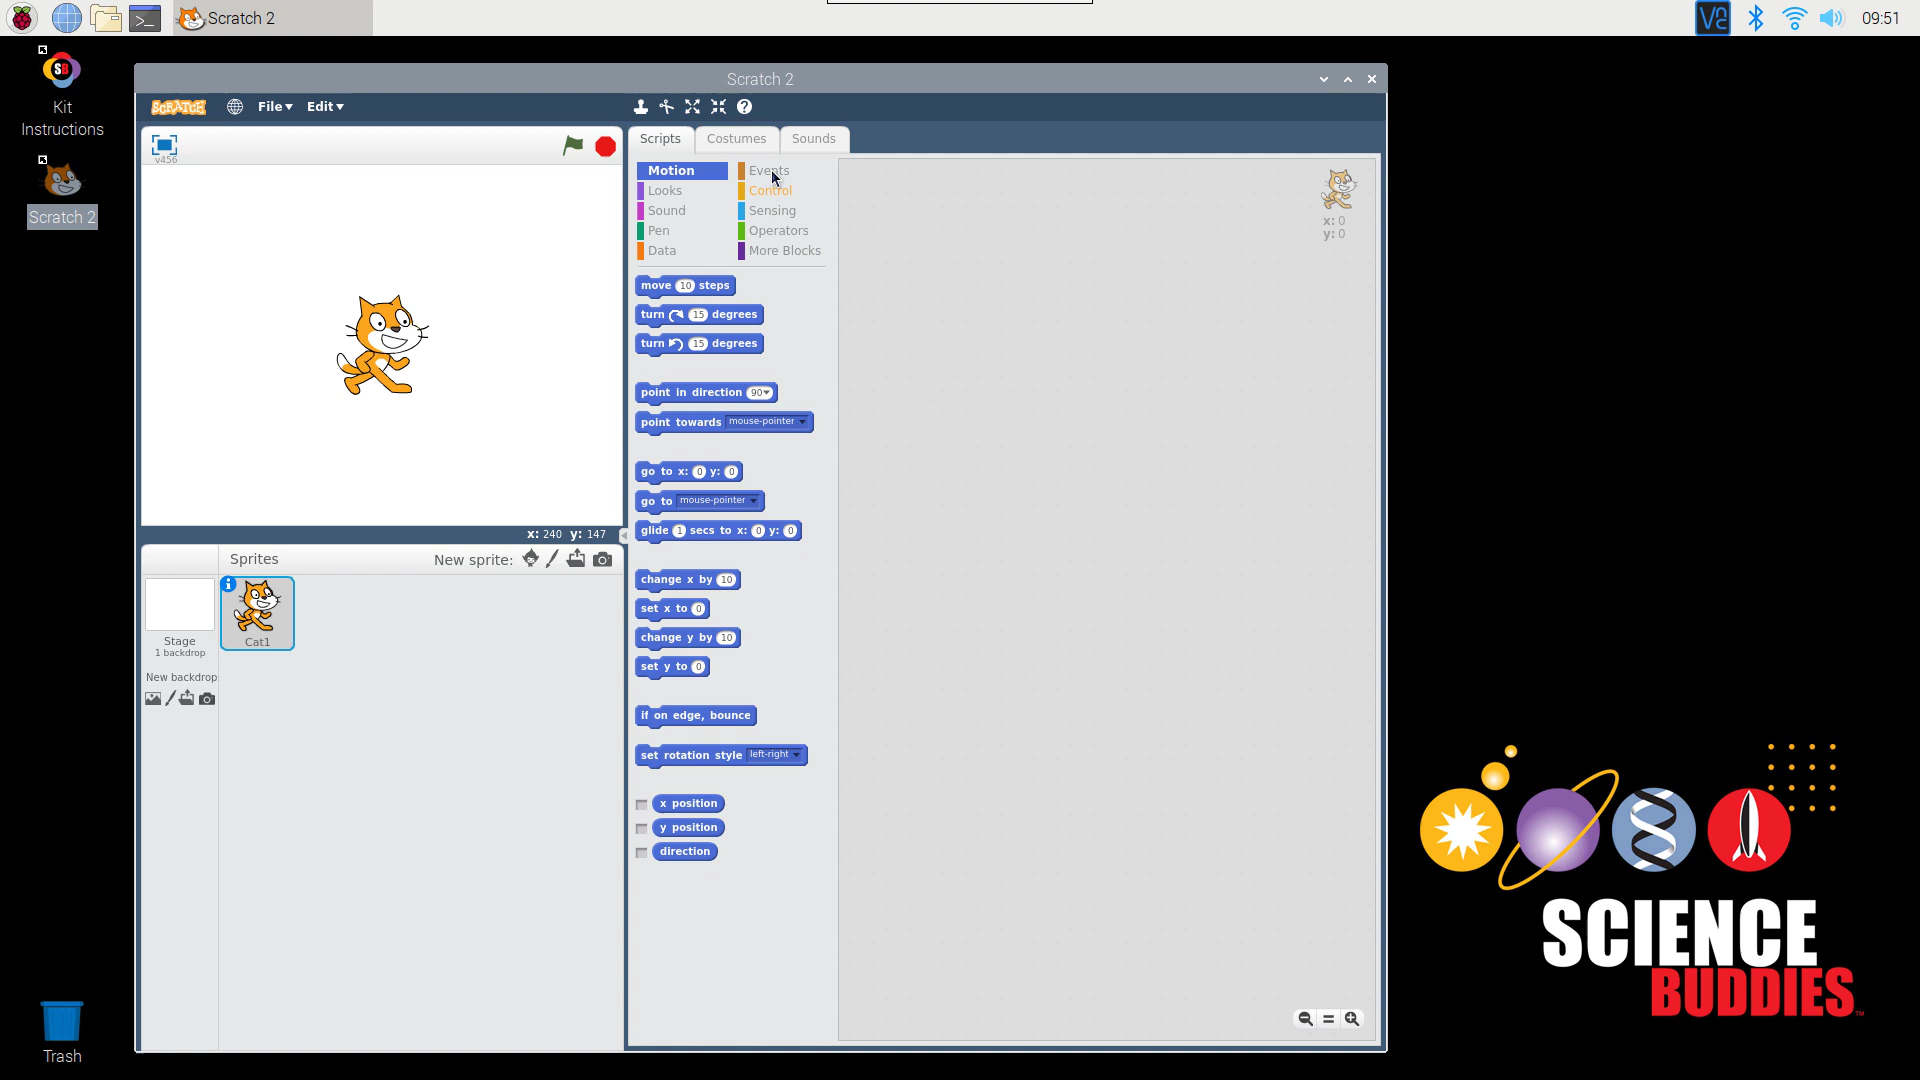 Scratch 2
09:51
Kit
Instructions
Scratch 2
Trash
Scratch 2
SCRATCH
File
Edit
v456
x: 240 y: 147
Sprites
New sprite:
Stage
1 backdrop
New backdrop
Cat1
Scripts
Costumes
Sounds
Motion
Events
Looks
Control
Sound
Sensing
Pen
Operators
Data
More Blocks
move 10 steps
turn 15 degrees
turn 15 degrees
point in direction 90
point towards mouse-pointer
go to x: 0 y: 0
go to mouse-pointer
glide 1 secs to x: 0 y: 0
change x by 10
set x to 0
change y by 10
set y to 0
if on edge, bounce
set rotation style left-right
x position
y position
direction
x: 0
y: 0
SB
V2
SCIENCE
BUDDIES™